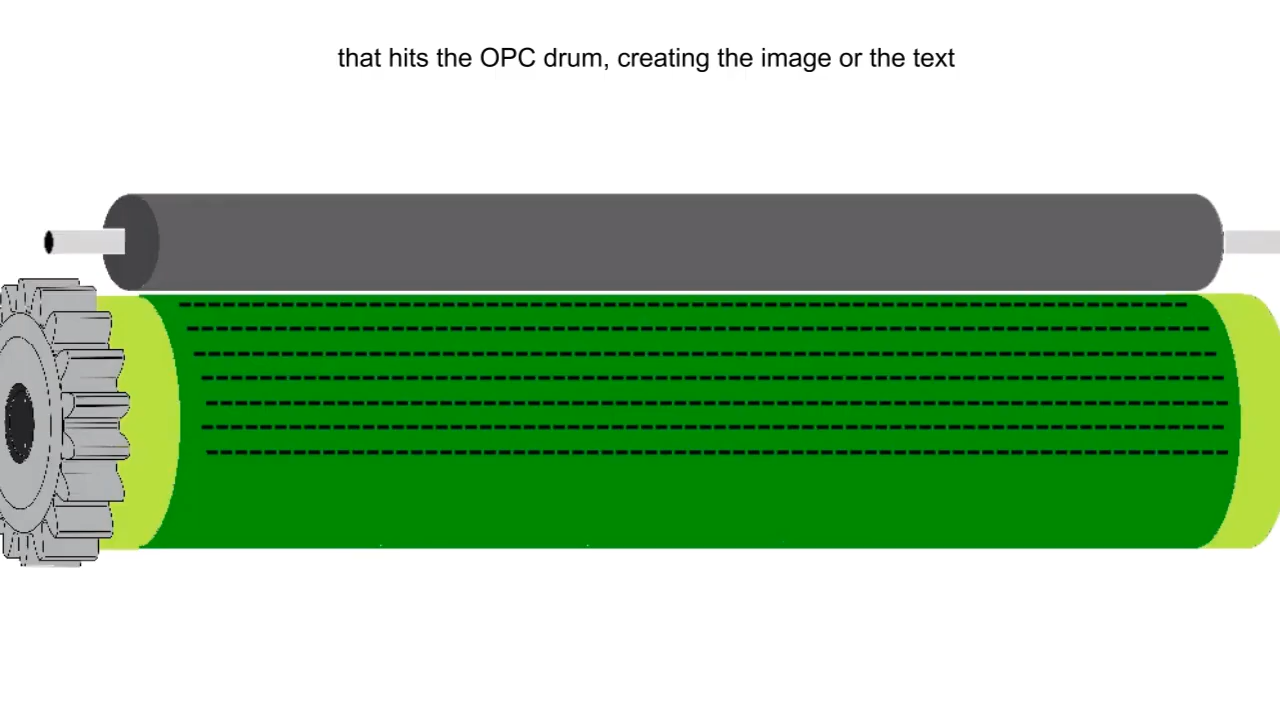 that hits the OPC drum, creating the image or the text